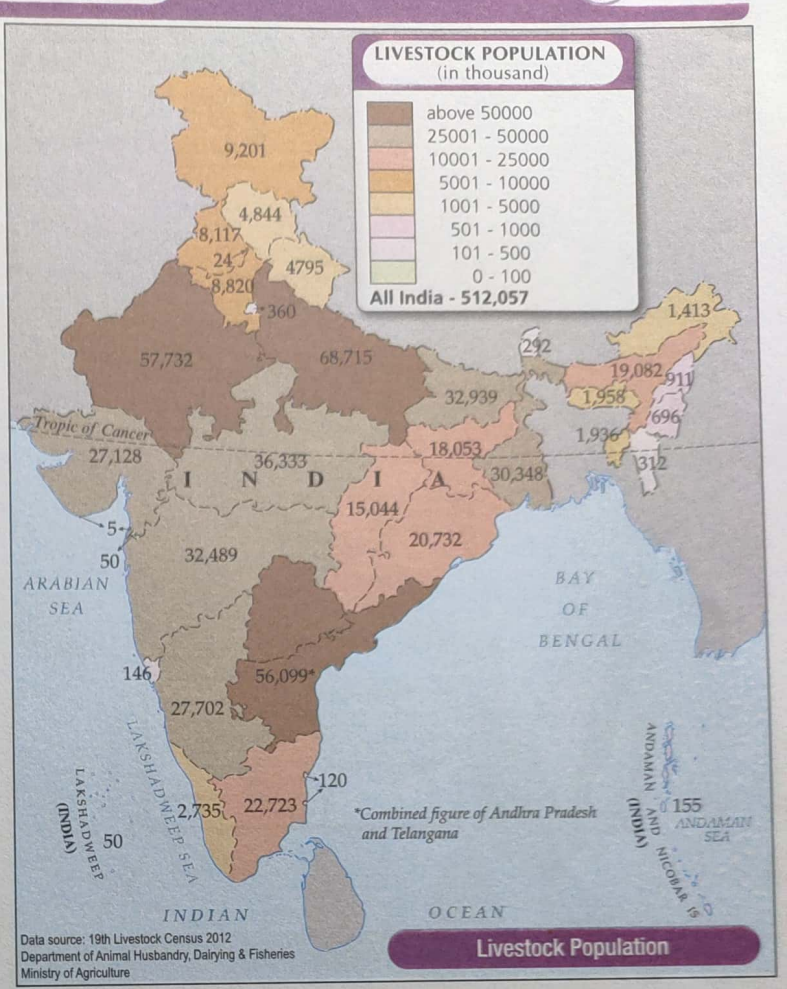 LIVESTOCK POPULATION
(in thousand)
above 50000
25001 - 50000
10001 - 25000
5001 - 10000
1001 - 5000
501 - 1000
101 - 500
0 - 100
All India - 512,057
9,201
4,844
8,117
24
4795
8,820
360
1,413
57,732
68,715
292
19,082
911
32,939
1,958
696
Tropic of Cancer
1,936
18,053
27,128
36,333
30,348
312
I N D I A
15,044
5
20,732
50
32,489
ARABIAN
SEA
BAY
OF
BENGAL
146
56,099*
27,702
LAKSHADWEEP SEA
120
2,735
22,723
LAKSHADWEEP
(INDIA)
50
*Combined figure of Andhra Pradesh
and Telangana
ANDAMAN AND NICOBAR IS
(INDIA)
155
ANDAMAN
SEA
INDIAN OCEAN
Data source: 19th Livestock Census 2012
Department of Animal Husbandry, Dairying & Fisheries
Ministry of Agriculture
Livestock Population